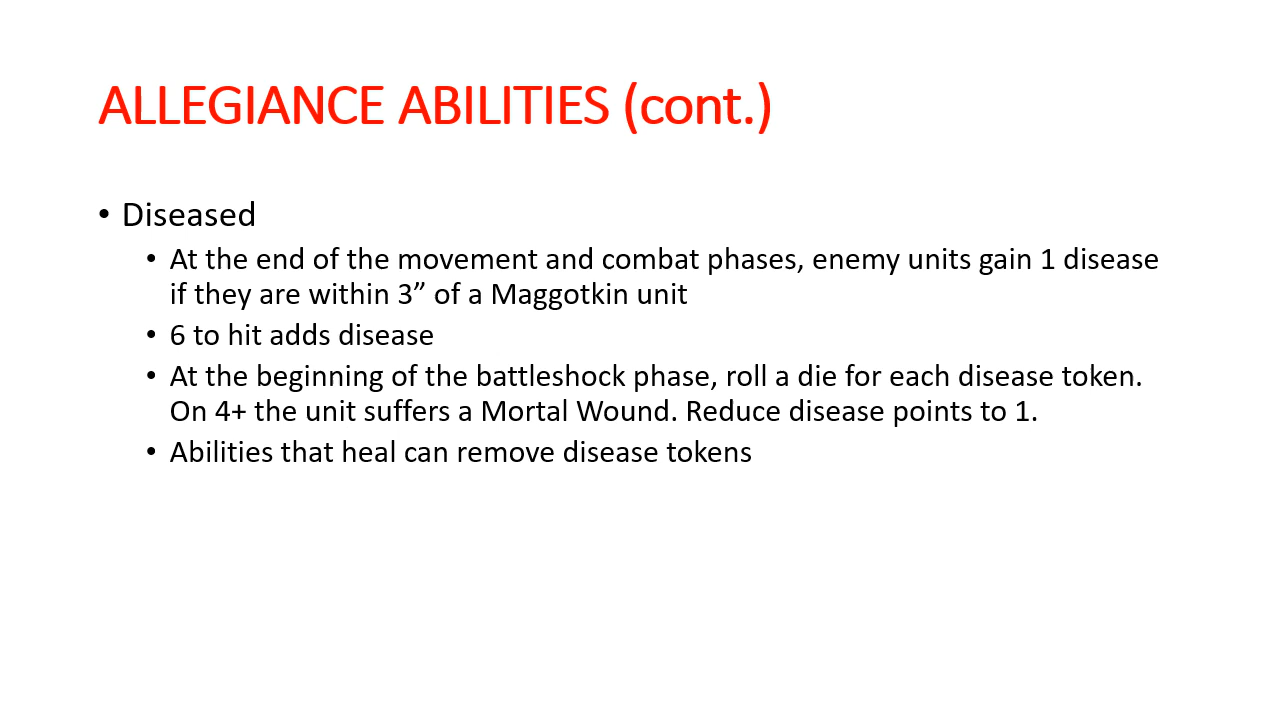 ALLEGIANCE ABILITIES (cont.)
• Diseased
• At the end of the movement and combat phases, enemy units gain 1 disease
if they are within 3” of a Maggotkin unit
• 6 to hit adds disease
• At the beginning of the battleshock phase, roll a die for each disease token.
On 4+ the unit suffers a Mortal Wound. Reduce disease points to 1.
• Abilities that heal can remove disease tokens